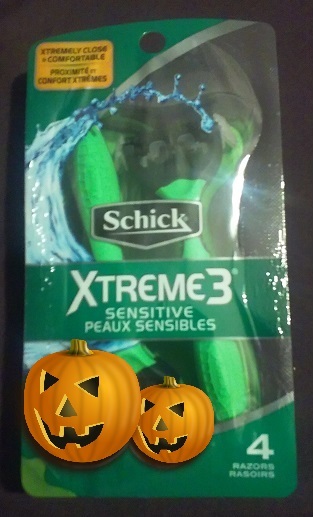 XTREMELY CLOSE
& COMFORTABLE
PROXIMITÉ ET
CONFORT XTRÊMES
Schick
XTREME3
SENSITIVE
PEAUX SENSIBLES
4
RAZORS
RASOIRS